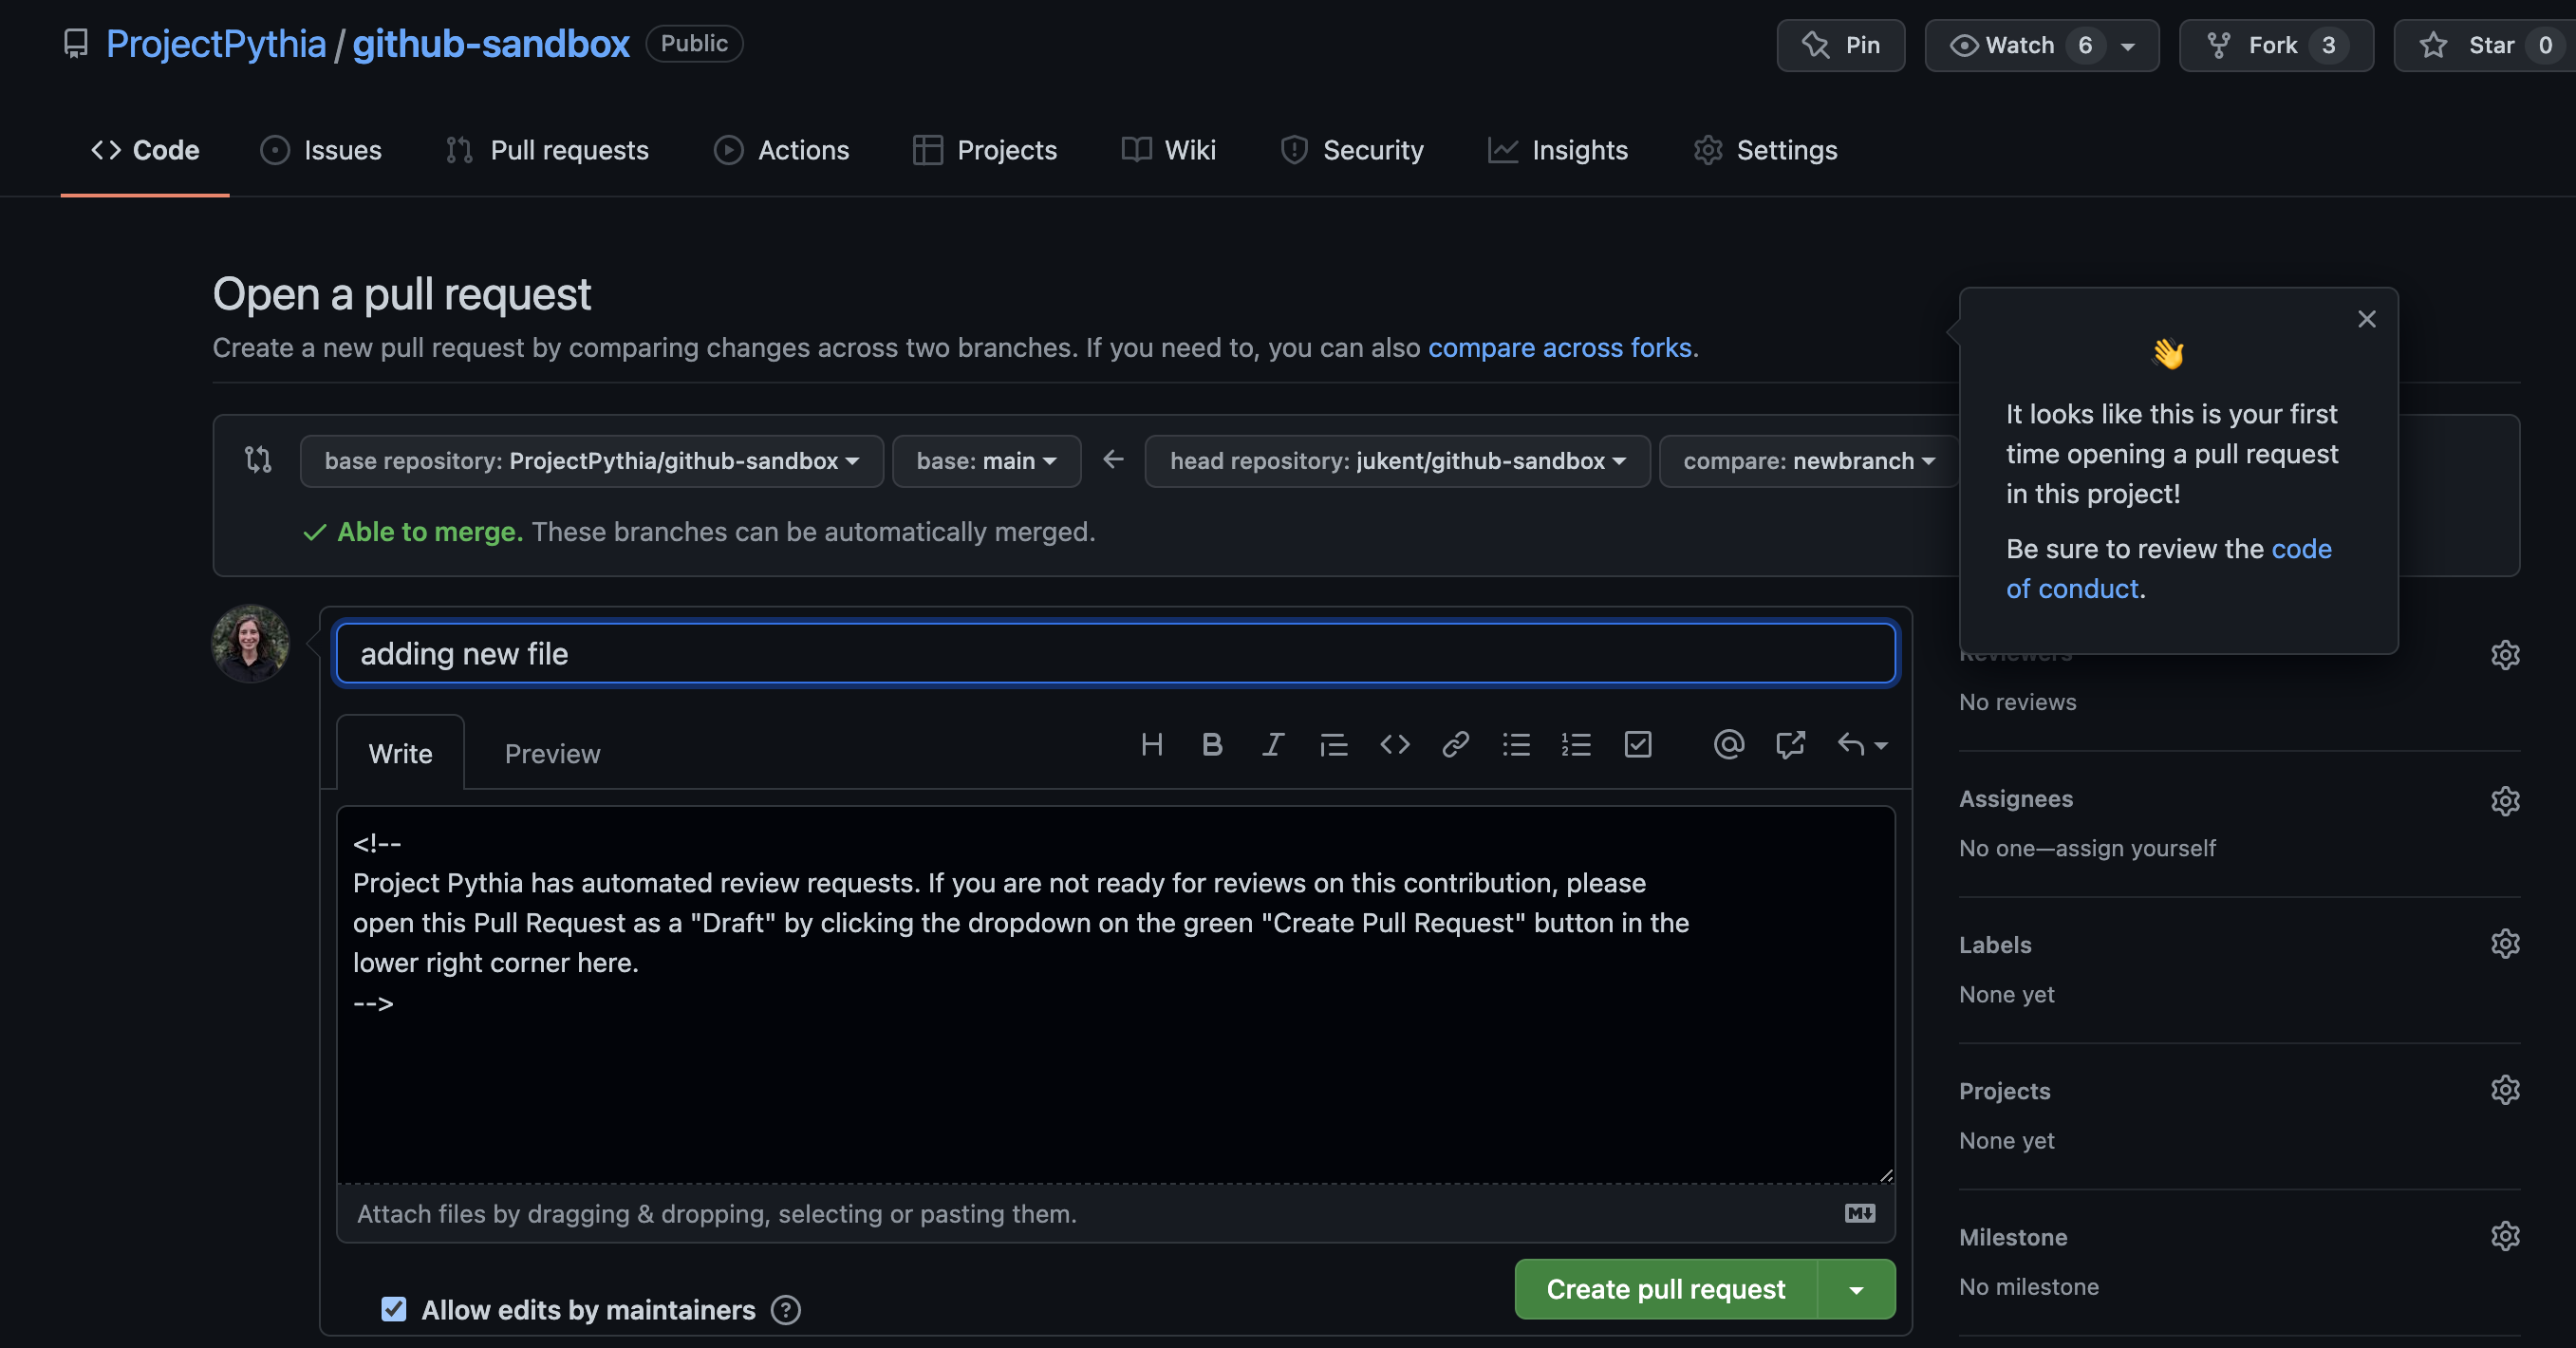 ProjectPythia / github-sandbox Public
Pin
Watch 6
Fork 3
Star 0
Code
Issues
Pull requests
Actions
Projects
Wiki
Security
Insights
Settings
Open a pull request
Create a new pull request by comparing changes across two branches. If you need to, you can also compare across forks.
base repository: ProjectPythia/github-sandbox
base: main
head repository: jukent/github-sandbox
compare: newbranch
✓ Able to merge. These branches can be automatically merged.
👋
It looks like this is your first
time opening a pull request
in this project!
Be sure to review the code
of conduct.
adding new file
Write
Preview
<!--
Project Pythia has automated review requests. If you are not ready for reviews on this contribution, please
open this Pull Request as a "Draft" by clicking the dropdown on the green "Create Pull Request" button in the
lower right corner here.
-->
Attach files by dragging & dropping, selecting or pasting them.
Allow edits by maintainers
Create pull request
Reviewers
No reviews
Assignees
No one—assign yourself
Labels
None yet
Projects
None yet
Milestone
No milestone